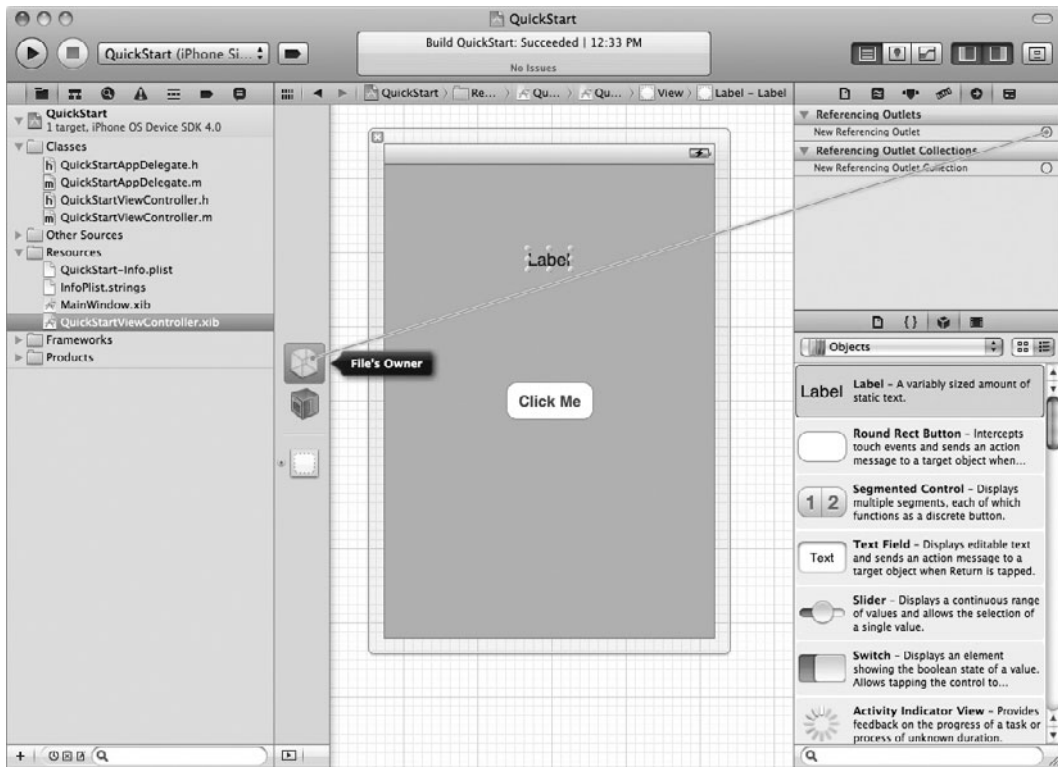 QuickStart
QuickStart (iPhone Si...
Build QuickStart: Succeeded | 12:33 PM
No Issues
QuickStart
1 target, iPhone OS Device SDK 4.0
Classes
h QuickStartAppDelegate.h
m QuickStartAppDelegate.m
h QuickStartViewController.h
m QuickStartViewController.m
Other Sources
Resources
QuickStart-Info.plist
InfoPlist.strings
MainWindow.xib
QuickStartViewController.xib
Frameworks
Products
QuickStart
Re...
Qu...
Qu...
View
Label – Label
Label
File's Owner
Click Me
Referencing Outlets
New Referencing Outlet
Referencing Outlet Collections
New Referencing Outlet Collection
{}
Objects
Label
Label – A variably sized amount of
static text.
Round Rect Button – Intercepts
touch events and sends an action
message to a target object when...
1 2
Segmented Control – Displays
multiple segments, each of which
functions as a discrete button.
Text
Text Field – Displays editable text
and sends an action message to a
target object when Return is tapped.
Slider – Displays a continuous range
of values and allows the selection of
a single value.
Switch – Displays an element
showing the boolean state of a value.
Allows tapping the control to...
Activity Indicator View – Provides
feedback on the progress of a task or
process of unknown duration.